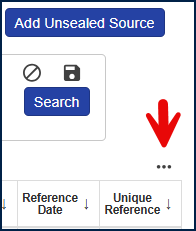 Add Unsealed Source
Search
Reference Date
Unique Reference